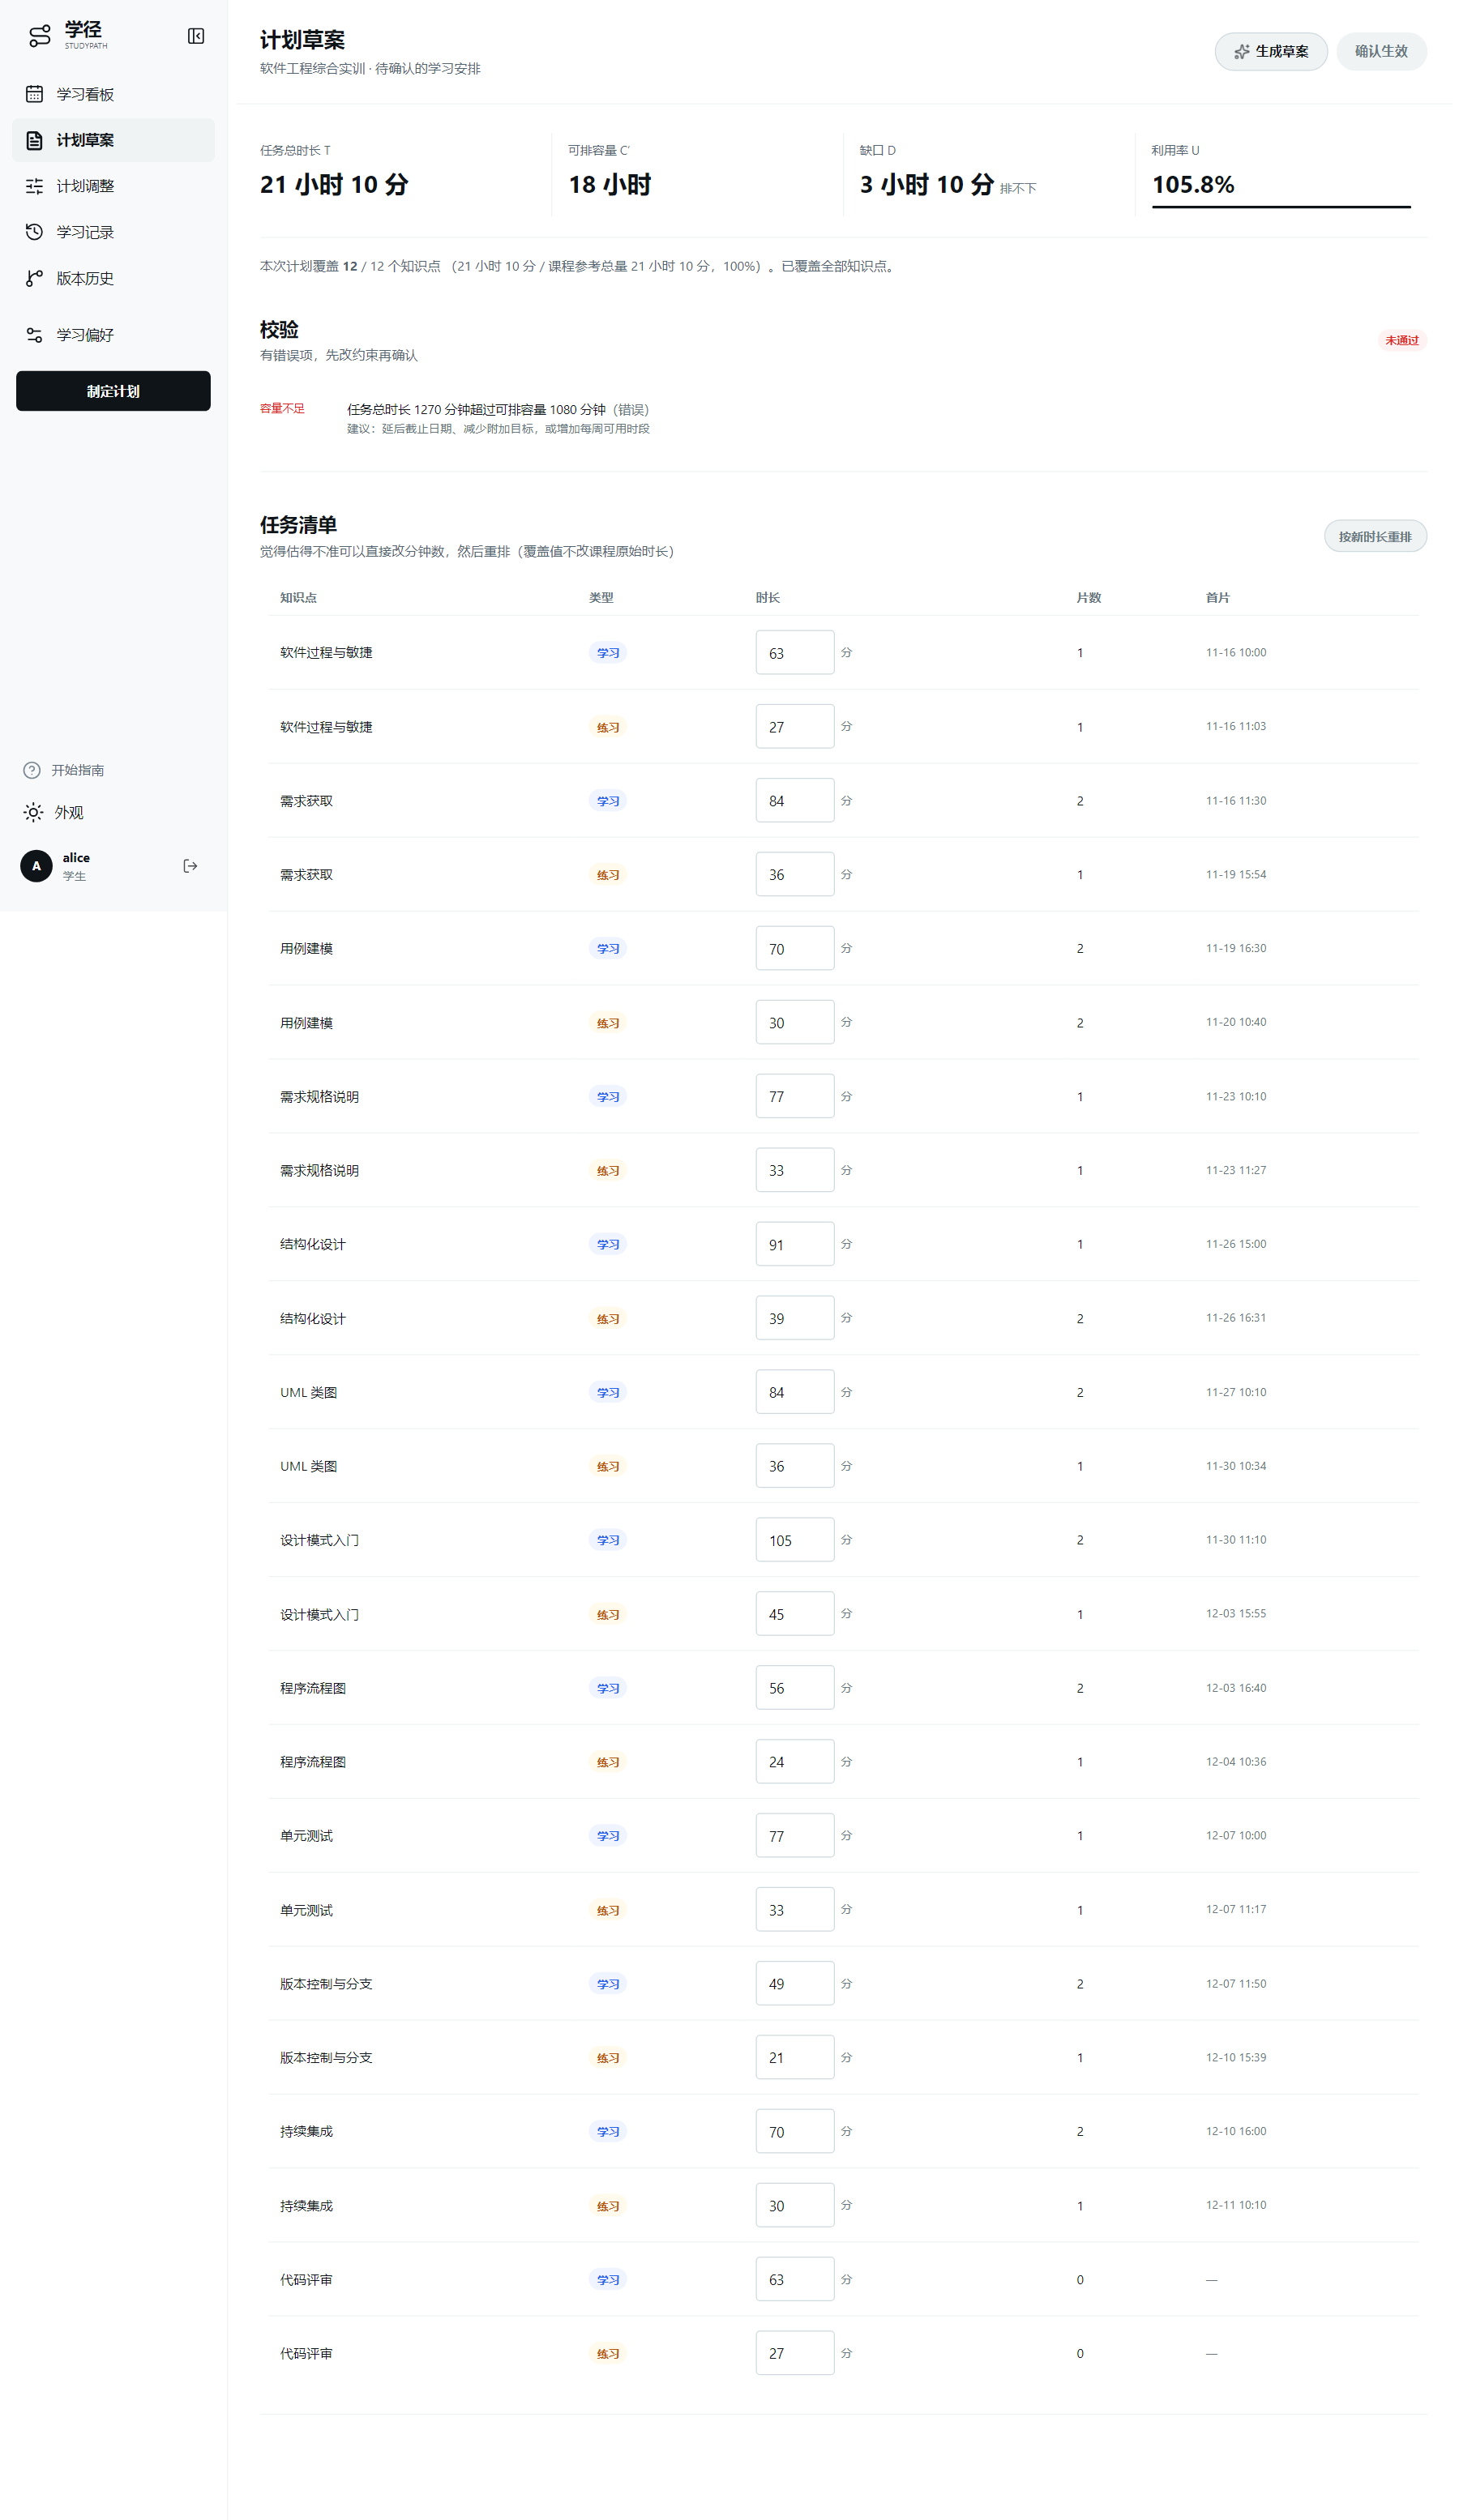 学径
STUDYPATH
学习看板
计划草案
计划调整
学习记录
版本历史
学习偏好
制定计划
开始指南
外观
A
alice
学生
计划草案
软件工程综合实训 · 待确认的学习安排
生成草案
确认生效
任务总时长 T
21 小时 10 分
可排容量 C'
18 小时
缺口 D
3 小时 10 分 排不下
利用率 U
105.8%
本次计划覆盖 12 / 12 个知识点 （21 小时 10 分 / 课程参考总量 21 小时 10 分，100%）。已覆盖全部知识点。
校验
有错误项，先改约束再确认
未通过
容量不足
任务总时长 1270 分钟超过可排容量 1080 分钟（错误）
建议：延后截止日期、减少附加目标，或增加每周可用时段
任务清单
觉得估得不准可以直接改分钟数，然后重排（覆盖值不改课程原始时长）
按新时长重排
知识点 类型 时长 片数 首片
软件过程与敏捷 学习 63 分 1 11-16 10:00
软件过程与敏捷 练习 27 分 1 11-16 11:03
需求获取 学习 84 分 2 11-16 11:30
需求获取 练习 36 分 1 11-19 15:54
用例建模 学习 70 分 2 11-19 16:30
用例建模 练习 30 分 2 11-20 10:40
需求规格说明 学习 77 分 1 11-23 10:10
需求规格说明 练习 33 分 1 11-23 11:27
结构化设计 学习 91 分 1 11-26 15:00
结构化设计 练习 39 分 2 11-26 16:31
UML 类图 学习 84 分 2 11-27 10:10
UML 类图 练习 36 分 1 11-30 10:34
设计模式入门 学习 105 分 2 11-30 11:10
设计模式入门 练习 45 分 1 12-03 15:55
程序流程图 学习 56 分 2 12-03 16:40
程序流程图 练习 24 分 1 12-04 10:36
单元测试 学习 77 分 1 12-07 10:00
单元测试 练习 33 分 1 12-07 11:17
版本控制与分支 学习 49 分 2 12-07 11:50
版本控制与分支 练习 21 分 1 12-10 15:39
持续集成 学习 70 分 2 12-10 16:00
持续集成 练习 30 分 1 12-11 10:10
代码评审 学习 63 分 0 —
代码评审 练习 27 分 0 —